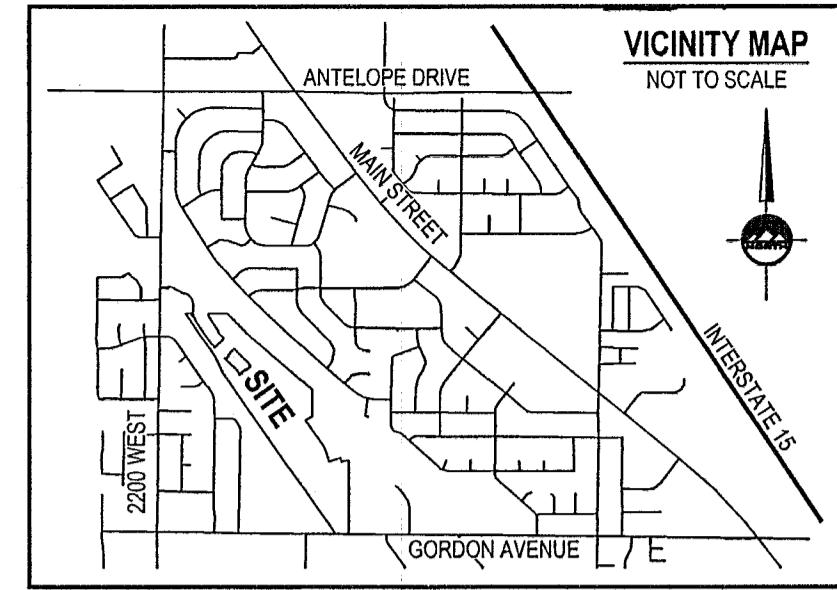 VICINITY MAP
NOT TO SCALE
ANTELOPE DRIVE
MAIN STREET
INTERSTATE 15
SITE
2200 WEST
GORDON AVENUE